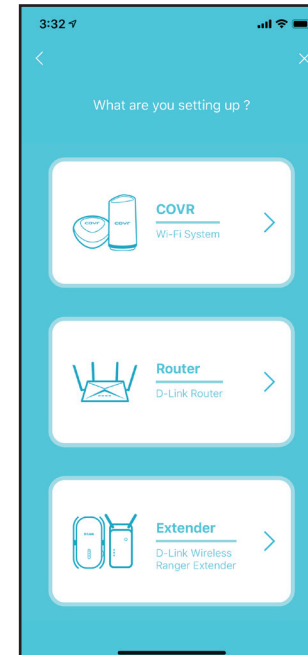 3:32
What are you setting up ?
COVR
Wi-Fi System
Router
D-Link Router
Extender
D-Link Wireless
Ranger Extender